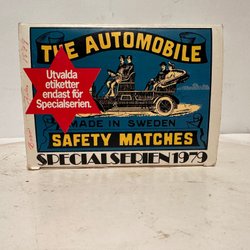 THE AUTOMOBILE
Utvalda
etiketter
endast för
Specialserien.
MADE IN SWEDEN
SAFETY MATCHES
SPECIALSERIEN 1979